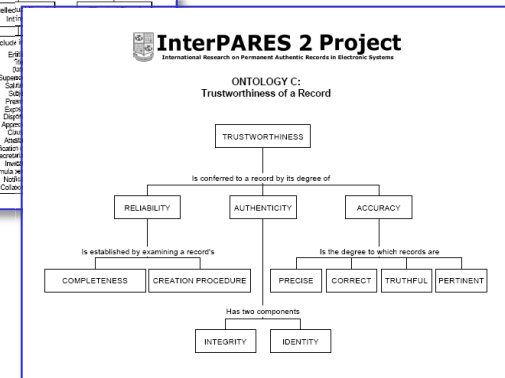 InterPARES 2 Project
International Research on Permanent Authentic Records in Electronic Systems
ONTOLOGY C:
Trustworthiness of a Record
TRUSTWORTHINESS
Is conferred to a record by its degree of
RELIABILITY AUTHENTICITY ACCURACY
Is established by examining a record's Is the degree to which records are
COMPLETENESS CREATION PROCEDURE PRECISE CORRECT TRUTHFUL PERTINENT
Has two components
INTEGRITY IDENTITY